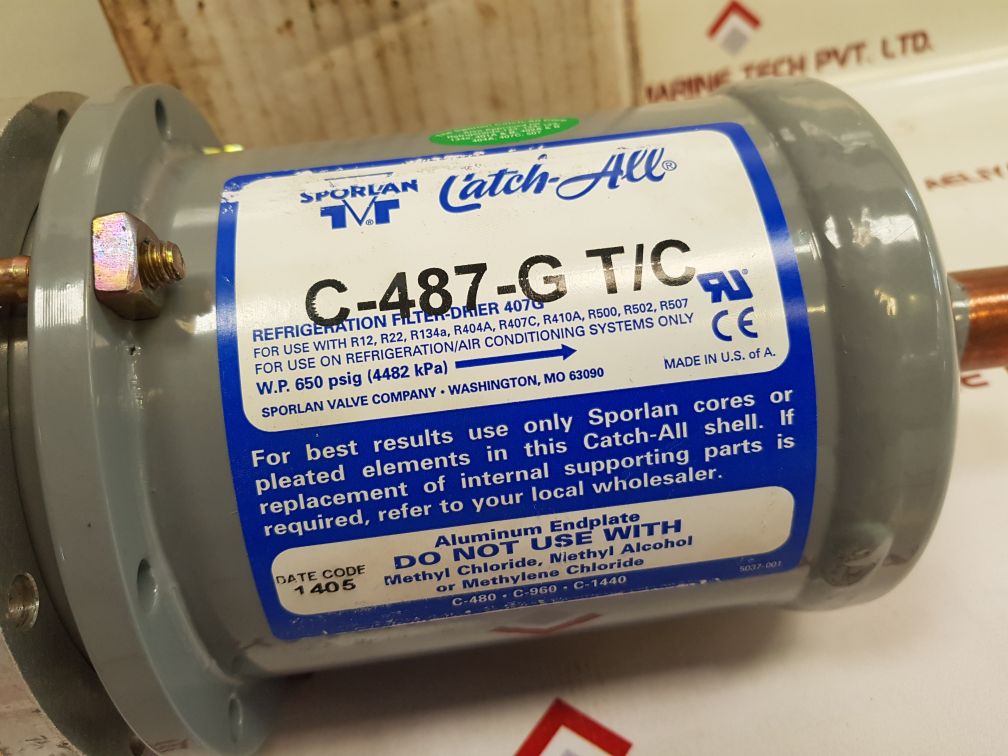 MARINE TECH PVT. LTD.
404A, 407C, 507
SPORLAN
Catch-All®
C-487-G T/C
REFRIGERATION FILTER-DRIER 407G
FOR USE WITH R12, R22, R134a, R404A, R407C, R410A, R500, R502, R507
FOR USE ON REFRIGERATION/AIR CONDITIONING SYSTEMS ONLY
W.P. 650 psig (4482 kPa)
SPORLAN VALVE COMPANY · WASHINGTON, MO 63090
MADE IN U.S. of A.
For best results use only Sporlan cores or
pleated elements in this Catch-All shell. If
replacement of internal supporting parts is
required, refer to your local wholesaler.
DATE CODE
1405
Aluminum Endplate
DO NOT USE WITH
Methyl Chloride, Methyl Alcohol
or Methylene Chloride
C-480 · C-960 · C-1440
5037-001